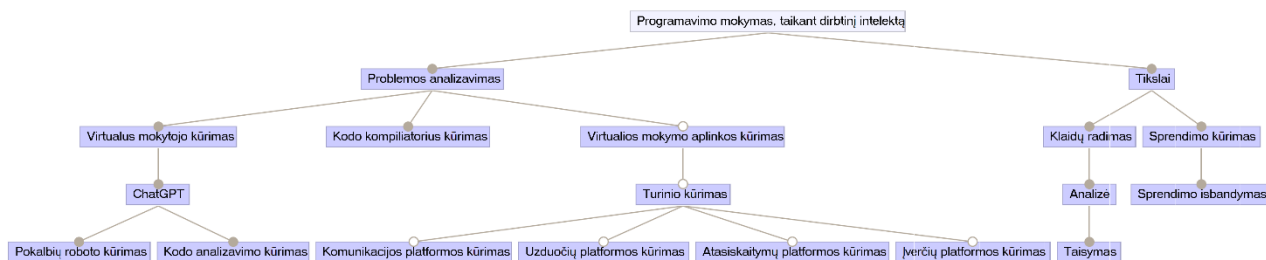 Programavimo mokymas, taikant dirbtinį intelektą
Problemos analizavimas
Tikslai
Virtualus mokytojo kūrimas
Kodo kompiliatorius kūrimas
Virtualios mokymo aplinkos kūrimas
Klaidų radimas
Sprendimo kūrimas
ChatGPT
Turinio kūrimas
Analizė
Sprendimo isbandymas
Pokalbių roboto kūrimas
Kodo analizavimo kūrimas
Komunikacijos platformos kūrimas
Uzduočių platformos kūrimas
Atasiskaitymų platformos kūrimas
Įverčių platformos kūrimas
Taisymas